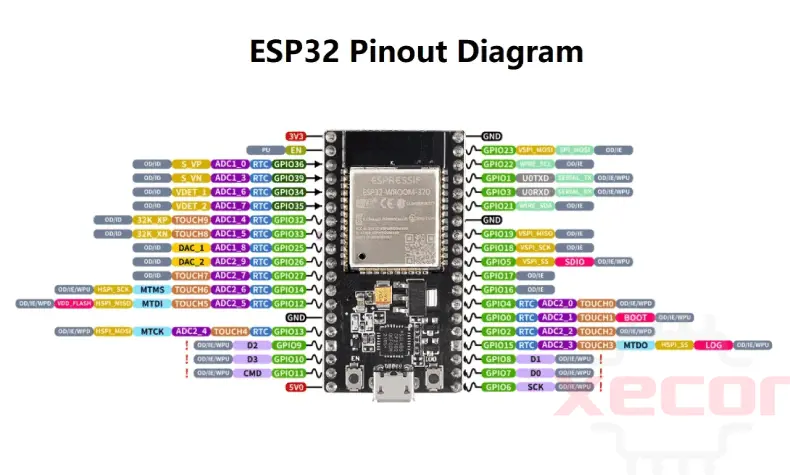 ESP32 Pinout Diagram
3V3 GND
PU EN GPIO23 VSPI_MOSI SPI_MOSI OD/IE
OD/ID S_VP ADC1_0 RTC GPIO36 GPIO22 WIRE_SCL OD/IE
OD/ID S_VN ADC1_3 RTC GPIO39 GPIO1 U0TXD SERIAL_TX OD/IE/WPU
OD/ID VDET_1 ADC1_6 RTC GPIO34 GPIO3 U0RXD SERIAL_RX OD/IE/WPU
OD/ID VDET_2 ADC1_7 RTC GPIO35 GPIO21 WIRE_VDA OD/IE
OD/ID 32K_XP TOUCH9 ADC1_4 RTC GPIO32 GND
OD/ID 32K_XN TOUCH8 ADC1_5 RTC GPIO33 GPIO19 VSPI_MISO OD/IE
OD/ID DAC_1 ADC1_8 RTC GPIO25 GPIO18 VSPI_SCK OD/IE
OD/ID DAC_2 ADC2_9 RTC GPIO26 GPIO5 VSPI_SS SDIO OD/IE/WPU
OD/ID TOUCH7 ADC2_7 RTC GPIO27 GPIO17 OD/IE
OD/IE/WPU HSPI_SCK MTMS TOUCH6 ADC2_6 RTC GPIO14 GPIO16 OD/IE
OD/IE/WPD VDD_FLASH HSPI_MISO MTDI TOUCH5 ADC2_5 RTC GPIO12 GPIO4 RTC ADC2_0 TOUCH0 OD/IE/WPD
GND GPIO0 RTC ADC2_1 TOUCH1 BOOT OD/IE/WPU
OD/IE/WPD HSPI_MOSI MTCK ADC2_4 TOUCH4 RTC GPIO13 GPIO2 RTC ADC2_2 TOUCH2 OD/IE/WPD
! OD/IE/WPU D2 GPIO9 GPIO15 RTC ADC2_3 TOUCH3 MTDO HSPI_SS LOG OD/IE/WPU
! OD/IE/WPU D3 GPIO10 GPIO8 D1 OD/IE/WPU !
! OD/IE/WPU CMD GPIO11 GPIO7 D0 OD/IE/WPU !
5V0 GPIO6 SCK OD/IE/WPU !
ESPRESSIF
EN
xecor